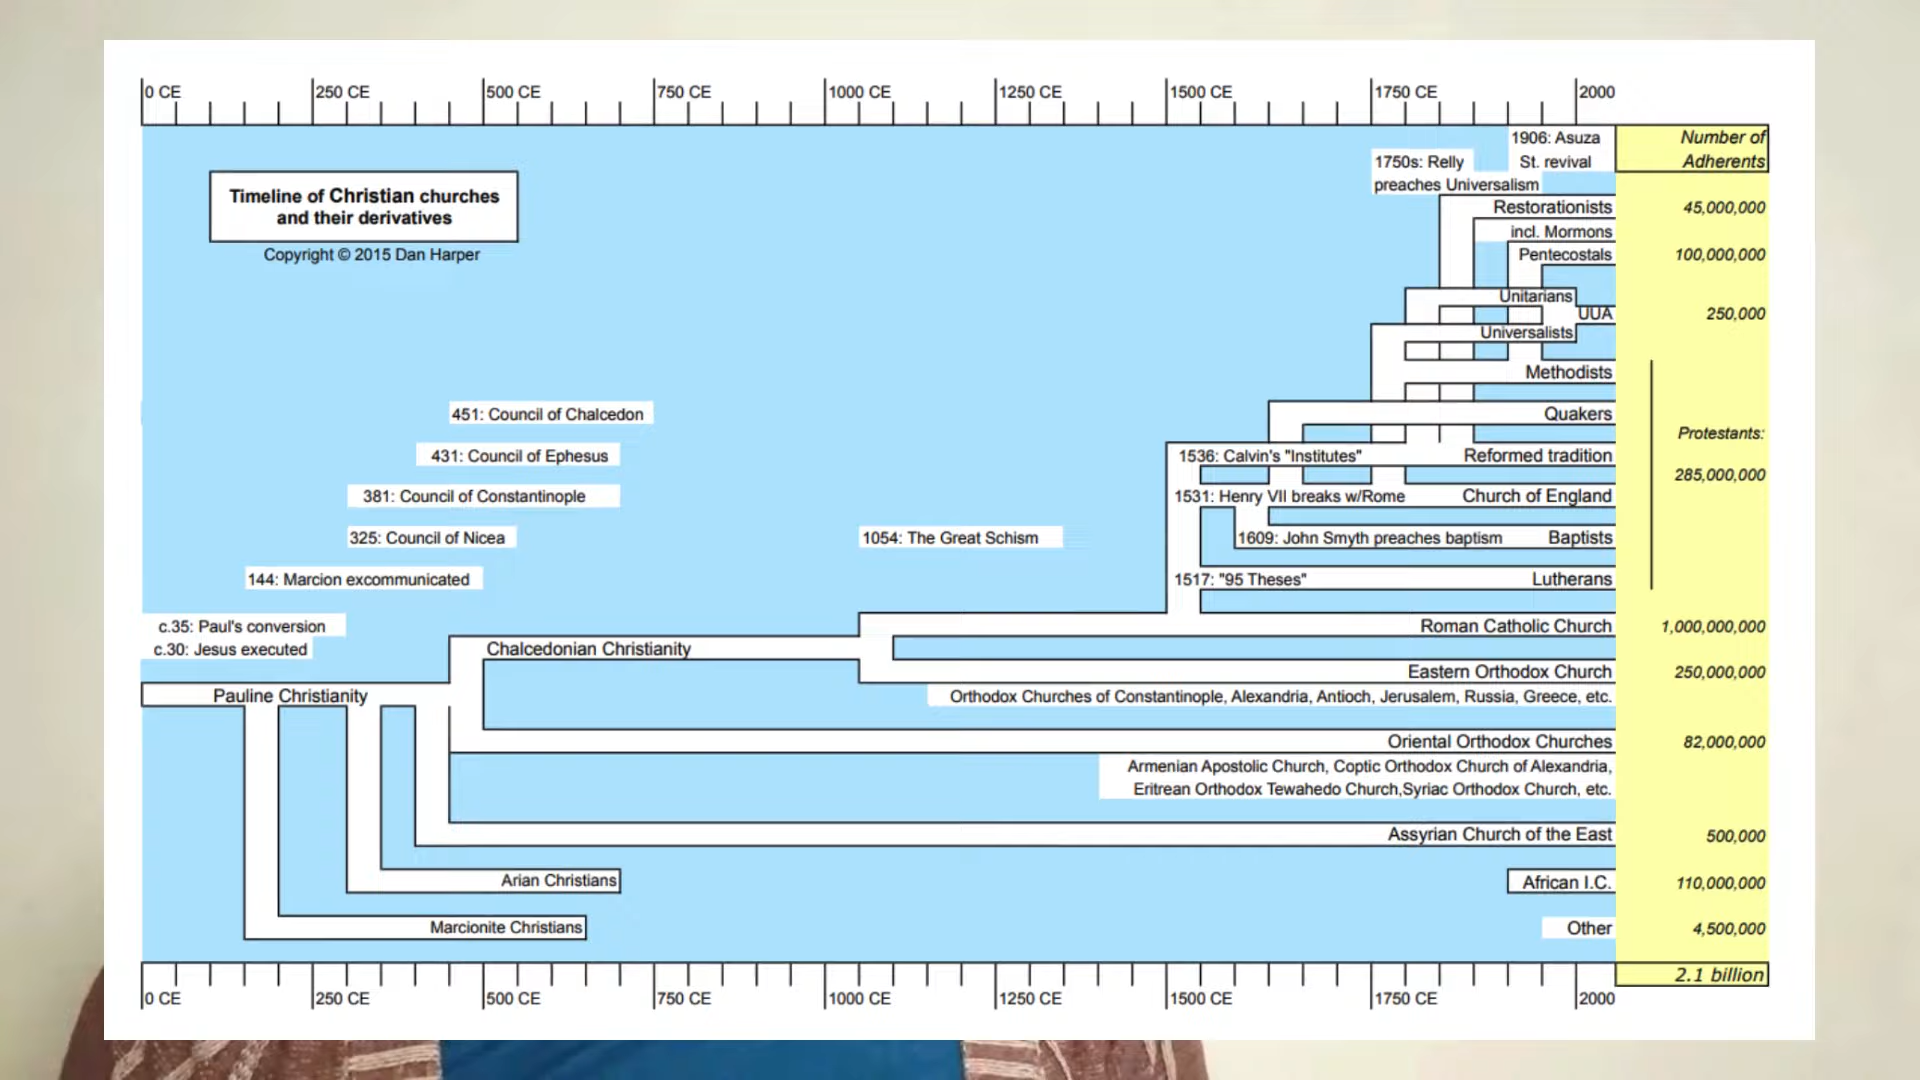 0 CE 250 CE 500 CE 750 CE 1000 CE 1250 CE 1500 CE 1750 CE 2000
Timeline of Christian churches
and their derivatives
Copyright © 2015 Dan Harper
1906: Asuza
St. revival
1750s: Relly
preaches Universalism
Number of
Adherents
Restorationists 45,000,000
incl. Mormons
Pentecostals 100,000,000
Unitarians
UUA 250,000
Universalists
Methodists
451: Council of Chalcedon Quakers
Protestants:
431: Council of Ephesus 1536: Calvin's "Institutes" Reformed tradition
285,000,000
381: Council of Constantinople 1531: Henry VII breaks w/Rome Church of England
325: Council of Nicea 1054: The Great Schism 1609: John Smyth preaches baptism Baptists
144: Marcion excommunicated 1517: "95 Theses" Lutherans
c.35: Paul's conversion Roman Catholic Church 1,000,000,000
c.30: Jesus executed Chalcedonian Christianity
Eastern Orthodox Church 250,000,000
Pauline Christianity Orthodox Churches of Constantinople, Alexandria, Antioch, Jerusalem, Russia, Greece, etc.
Oriental Orthodox Churches 82,000,000
Armenian Apostolic Church, Coptic Orthodox Church of Alexandria,
Eritrean Orthodox Tewahedo Church,Syriac Orthodox Church, etc.
Assyrian Church of the East 500,000
Arian Christians African I.C. 110,000,000
Marcionite Christians Other 4,500,000
2.1 billion
0 CE 250 CE 500 CE 750 CE 1000 CE 1250 CE 1500 CE 1750 CE 2000